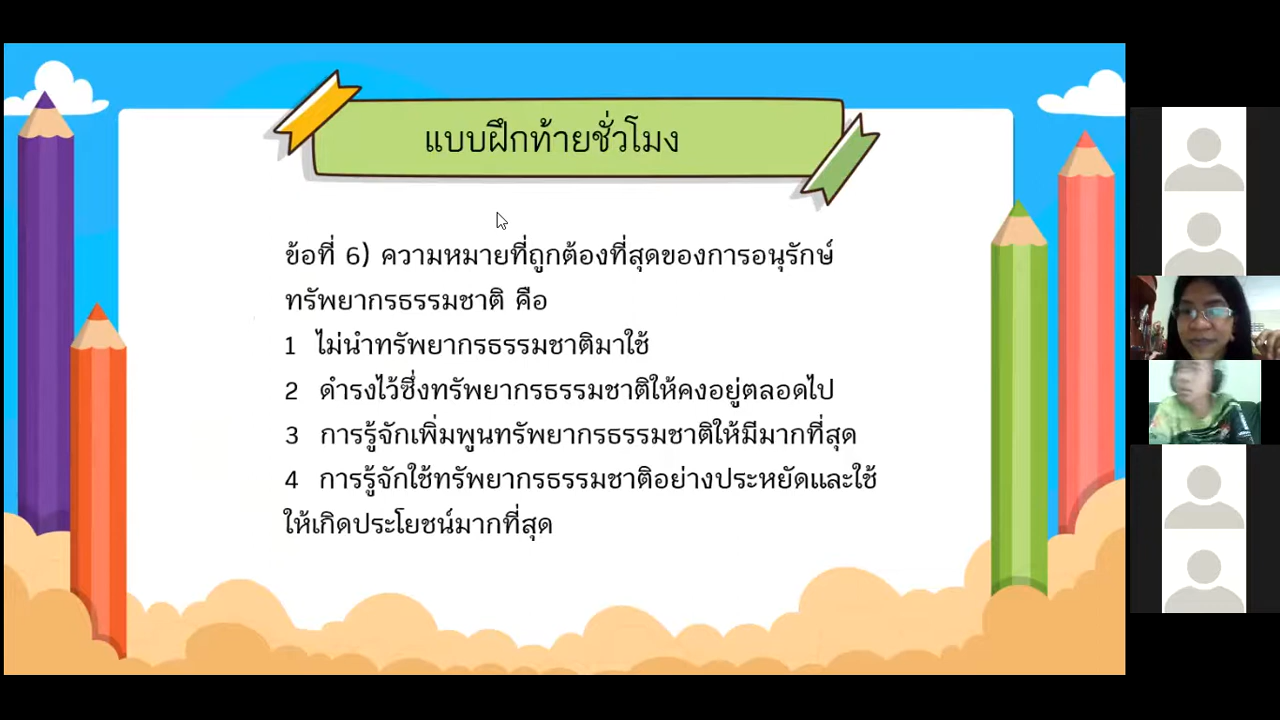 แบบฝึกท้ายชั่วโมง
ข้อที่ 6) ความหมายที่ถูกต้องที่สุดของการอนุรักษ์
ทรัพยากรธรรมชาติ คือ
1 ไม่นำทรัพยากรธรรมชาติมาใช้
2 ดำรงไว้ซึ่งทรัพยากรธรรมชาติให้คงอยู่ตลอดไป
3 การรู้จักเพิ่มพูนทรัพยากรธรรมชาติให้มีมากที่สุด
4 การรู้จักใช้ทรัพยากรธรรมชาติอย่างประหยัดและใช้
ให้เกิดประโยชน์มากที่สุด